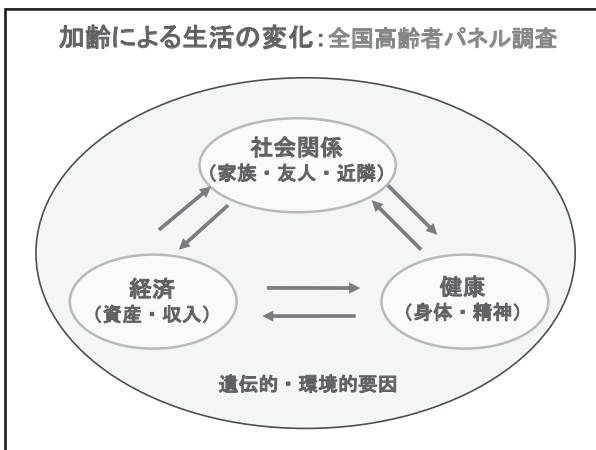 加齢による生活の変化：全国高齢者パネル調査
社会関係
（家族・友人・近隣）
経済
（資産・収入）
健康
（身体・精神）
遺伝的・環境的要因